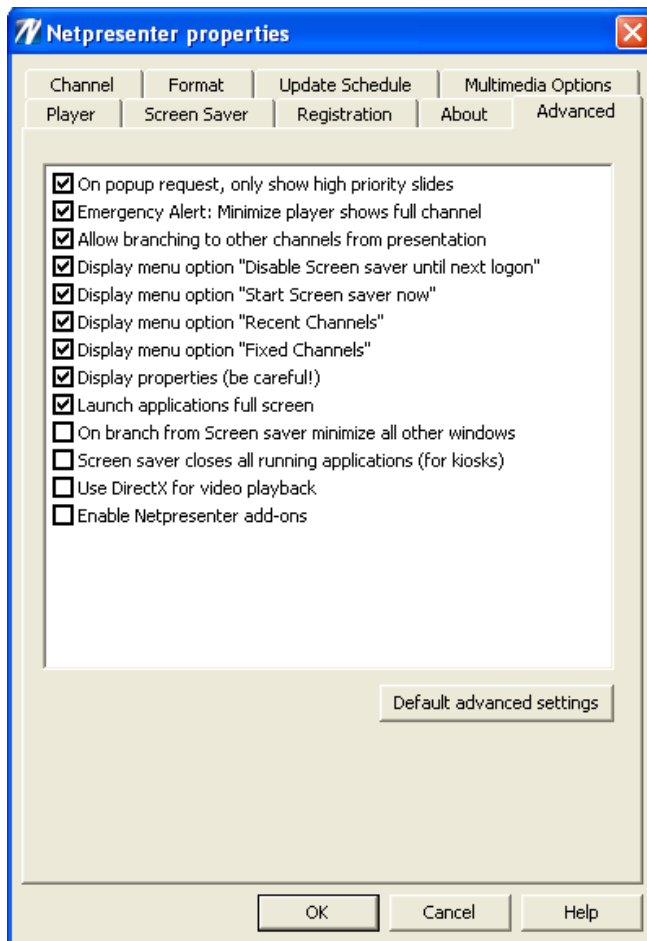 Netpresenter properties
Channel Format Update Schedule Multimedia Options
Player Screen Saver Registration About Advanced
On popup request, only show high priority slides
Emergency Alert: Minimize player shows full channel
Allow branching to other channels from presentation
Display menu option "Disable Screen saver until next logon"
Display menu option "Start Screen saver now"
Display menu option "Recent Channels"
Display menu option "Fixed Channels"
Display properties (be careful!)
Launch applications full screen
On branch from Screen saver minimize all other windows
Screen saver closes all running applications (for kiosks)
Use DirectX for video playback
Enable Netpresenter add-ons
Default advanced settings
OK Cancel Help